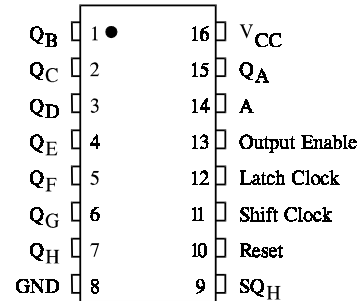 QB 1 16 VCC
QC 2 15 QA
QD 3 14 A
QE 4 13 Output Enable
QF 5 12 Latch Clock
QG 6 11 Shift Clock
QH 7 10 Reset
GND 8 9 SQH